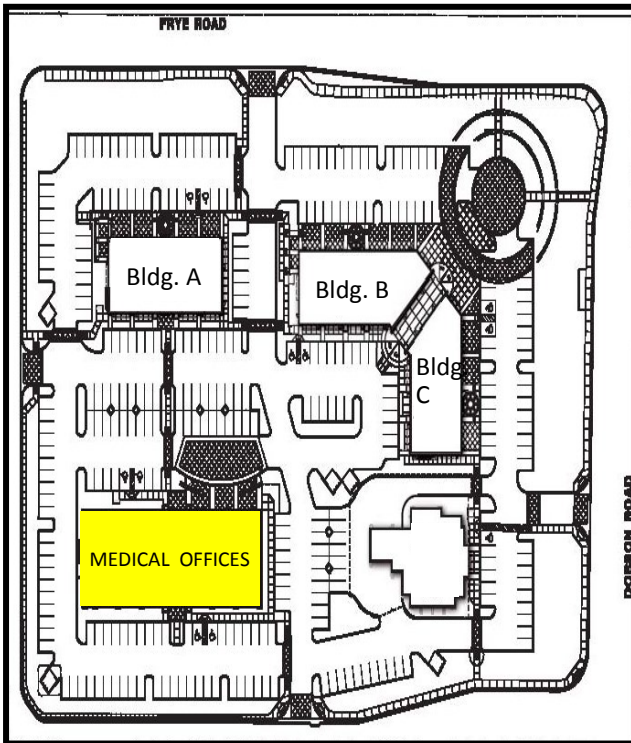 FRYE ROAD
Bldg. A
Bldg. B
Bldg.
C
MEDICAL OFFICES
DOBSON ROAD